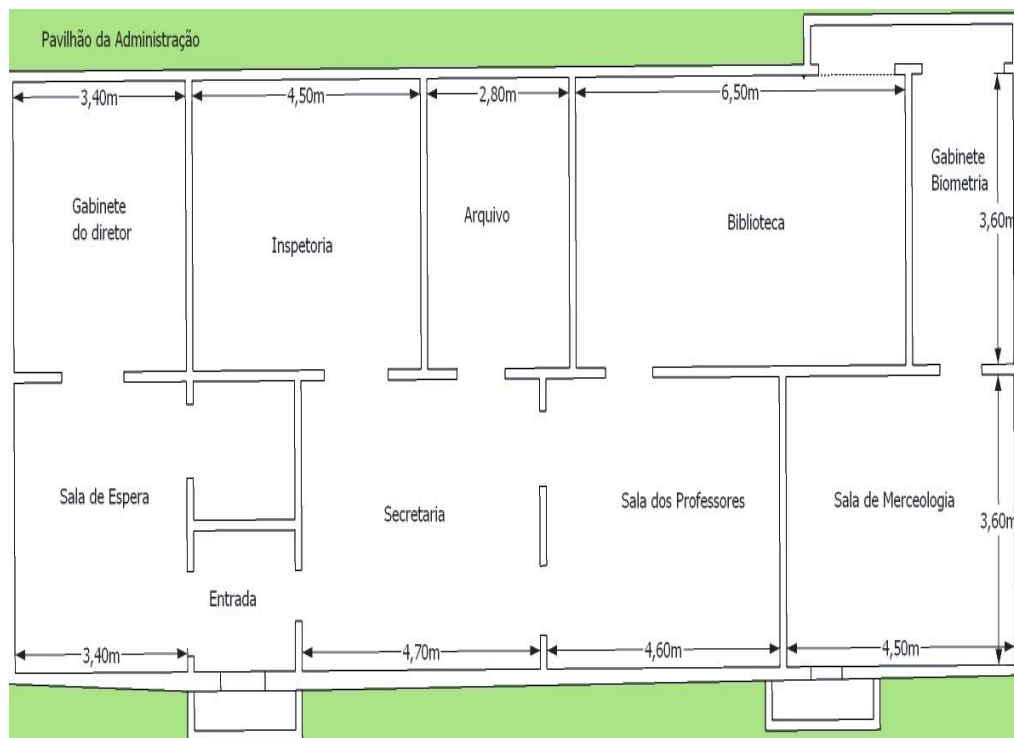 Pavilhão da Administração
3,40m
4,50m
2,80m
6,50m
Gabinete
Biometria
Gabinete
do diretor
Arquivo
Inspetoria
Biblioteca
3,60m
Sala de Espera
Secretaria
Sala dos Professores
Sala de Merceologia
3,60m
Entrada
3,40m
4,70m
4,60m
4,50m